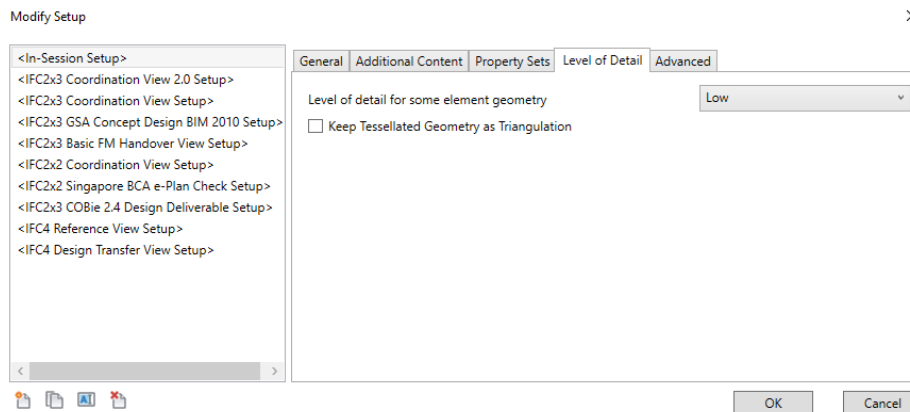 Modify Setup
<In-Session Setup>
<IFC2x3 Coordination View 2.0 Setup>
<IFC2x3 Coordination View Setup>
<IFC2x3 GSA Concept Design BIM 2010 Setup>
<IFC2x3 Basic FM Handover View Setup>
<IFC2x2 Coordination View Setup>
<IFC2x2 Singapore BCA e-Plan Check Setup>
<IFC2x3 COBie 2.4 Design Deliverable Setup>
<IFC4 Reference View Setup>
<IFC4 Design Transfer View Setup>
General Additional Content Property Sets Level of Detail Advanced
Level of detail for some element geometry Low
Keep Tessellated Geometry as Triangulation
OK Cancel